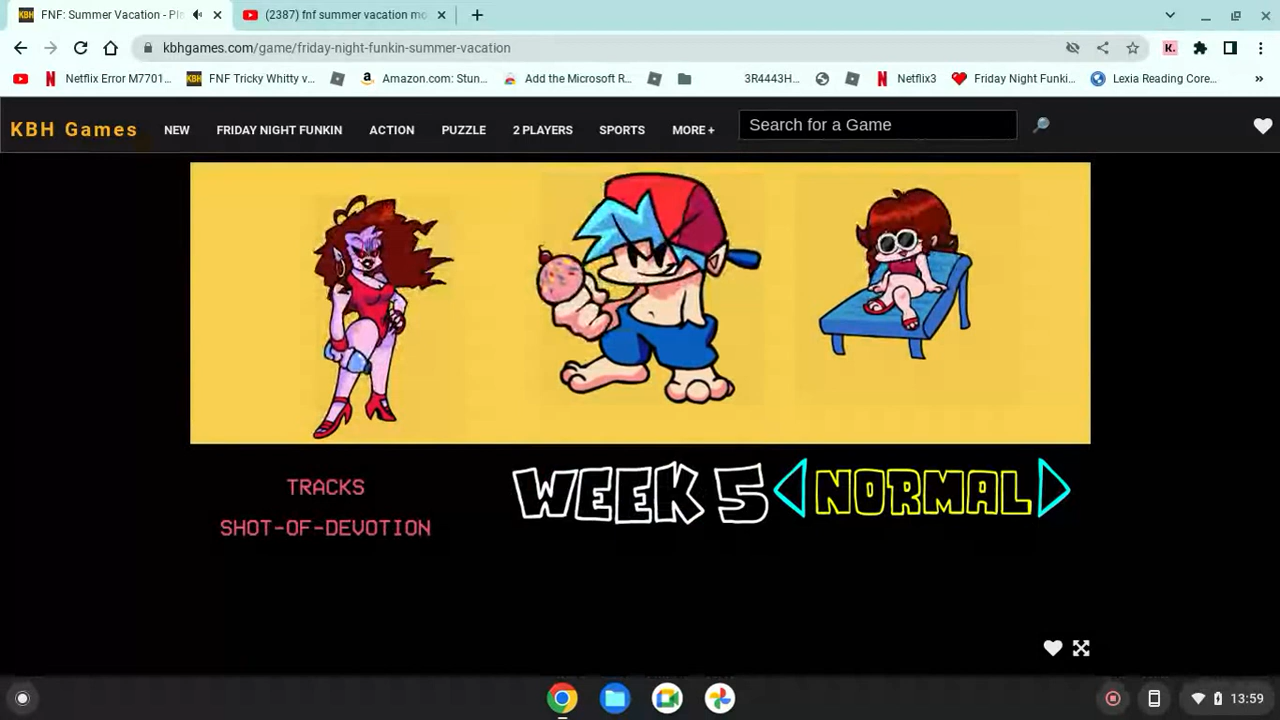 FNF: Summer Vacation - Pl
(2387) fnf summer vacation mo
kbhgames.com/game/friday-night-funkin-summer-vacation
K.
Netflix Error M7701...
KBH
FNF Tricky Whitty v...
Amazon.com: Stun...
Add the Microsoft R...
3R4443H...
Netflix3
Friday Night Funki...
Lexia Reading Core...
»
KBH Games
NEW
FRIDAY NIGHT FUNKIN
ACTION
PUZZLE
2 PLAYERS
SPORTS
MORE +
Search for a Game
TRACKS
SHOT-OF-DEVOTION
WEEK 5
NORMAL
13:59